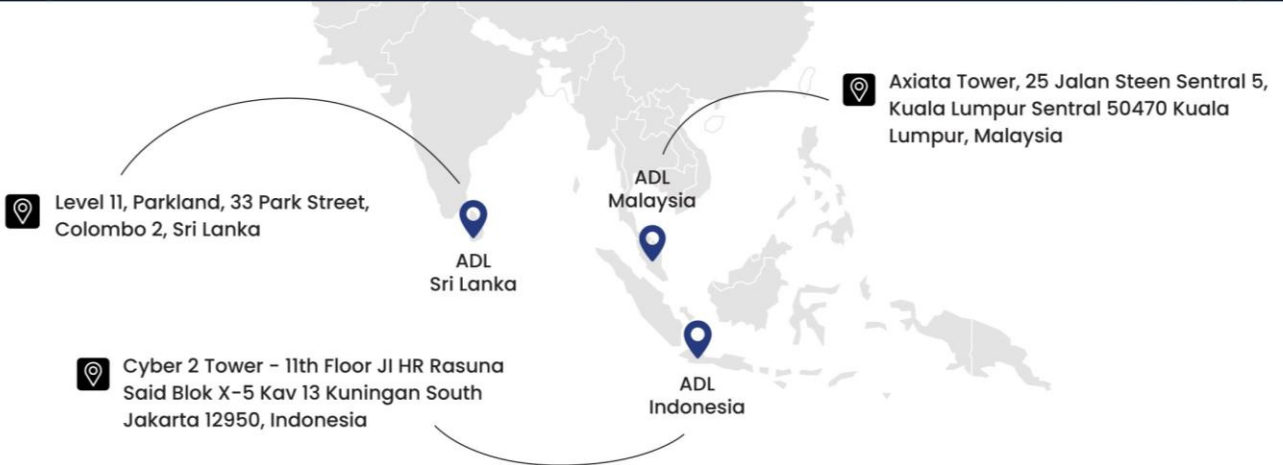 Axiata Tower, 25 Jalan Steen Sentral 5,
Kuala Lumpur Sentral 50470 Kuala
Lumpur, Malaysia
ADL
Malaysia
Level 11, Parkland, 33 Park Street,
Colombo 2, Sri Lanka
ADL
Sri Lanka
Cyber 2 Tower - 11th Floor JI HR Rasuna
Said Blok X-5 Kav 13 Kuningan South
Jakarta 12950, Indonesia
ADL
Indonesia